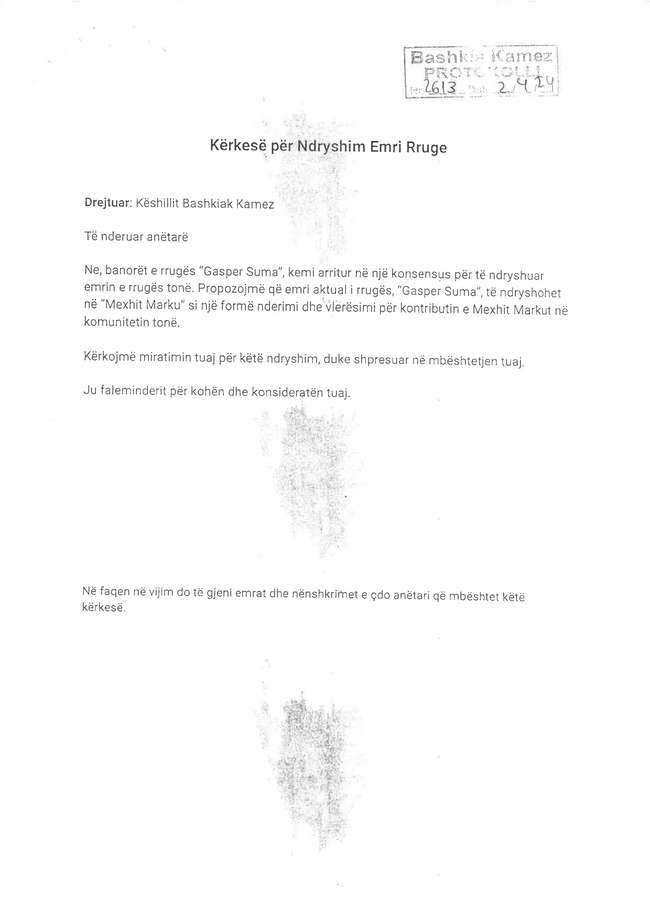 Bashkia Kamez
PROTOKOLLI
Nr. 2613 Dt. 2/4/24
Kërkesë për Ndryshim Emri Rruge
Drejtuar: Këshillit Bashkiak Kamez
Të nderuar anëtarë
Ne, banorët e rrugës “Gasper Suma”, kemi arritur në një konsensus për të ndryshuar
emrin e rrugës tonë. Propozojmë që emri aktual i rrugës, “Gasper Suma”, të ndryshohet
në “Mexhit Marku” si një formë nderimi dhe vlerësimi për kontributin e Mexhit Markut në
komunitetin tonë.
Kërkojmë miratimin tuaj për këtë ndryshim, duke shpresuar në mbështetjen tuaj.
Ju faleminderit për kohën dhe konsideratën tuaj.
Në faqen në vijim do të gjeni emrat dhe nënshkrimet e çdo anëtari që mbështet këtë
kërkesë.